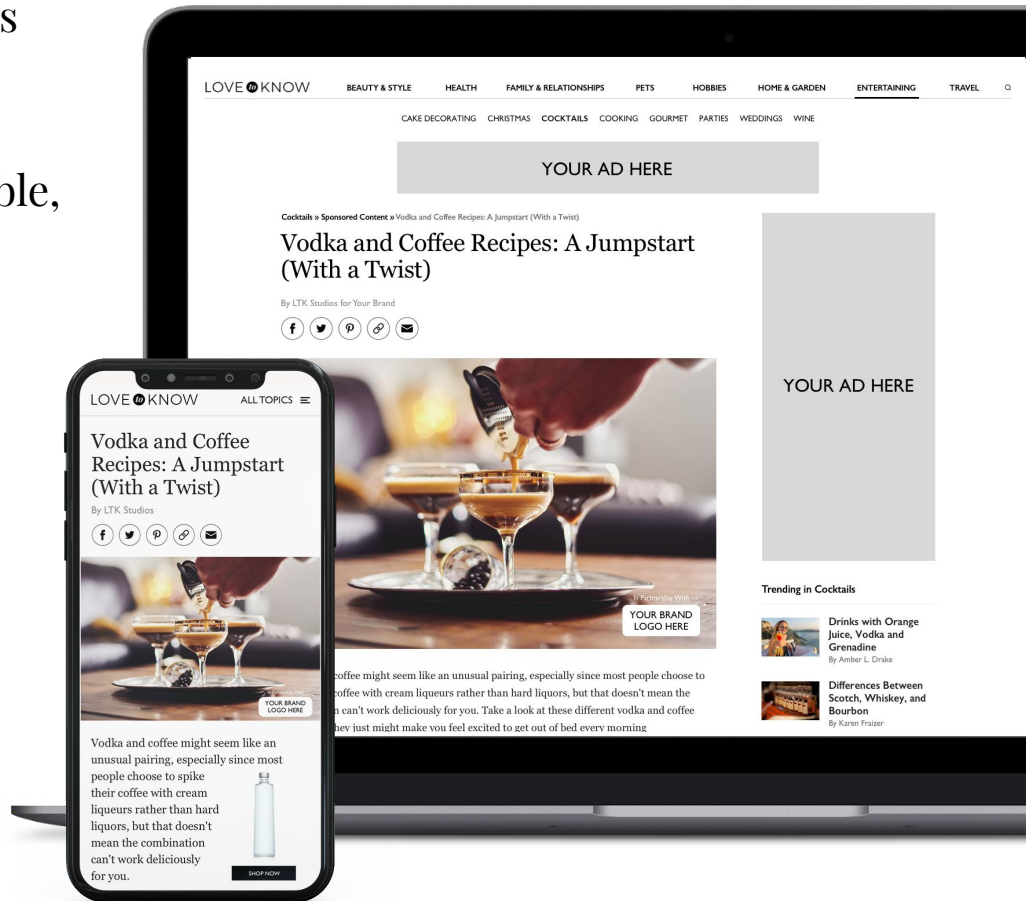 s
ble,
LOVE to KNOW
BEAUTY & STYLE HEALTH FAMILY & RELATIONSHIPS PETS HOBBIES HOME & GARDEN ENTERTAINING TRAVEL
CAKE DECORATING CHRISTMAS COCKTAILS COOKING GOURMET PARTIES WEDDINGS WINE
YOUR AD HERE
Cocktails » Sponsored Content » Vodka and Coffee Recipes: A Jumpstart (With a Twist)
Vodka and Coffee Recipes: A Jumpstart
(With a Twist)
By LTK Studios for Your Brand
In Partnership With
YOUR BRAND
LOGO HERE
coffee might seem like an unusual pairing, especially since most people choose to
coffee with cream liqueurs rather than hard liquors, but that doesn't mean the
n can't work deliciously for you. Take a look at these different vodka and coffee
hey just might make you feel excited to get out of bed every morning
YOUR AD HERE
Trending in Cocktails
Drinks with Orange
Juice, Vodka and
Grenadine
By Amber L. Drake
Differences Between
Scotch, Whiskey, and
Bourbon
By Karen Fraizer
LOVE to KNOW
ALL TOPICS
Vodka and Coffee
Recipes: A Jumpstart
(With a Twist)
By LTK Studios
In Partnership With
YOUR BRAND
LOGO HERE
Vodka and coffee might seem like an
unusual pairing, especially since most
people choose to spike
their coffee with cream
liqueurs rather than hard
liquors, but that doesn't
mean the combination
can't work deliciously
for you.
SHOP NOW